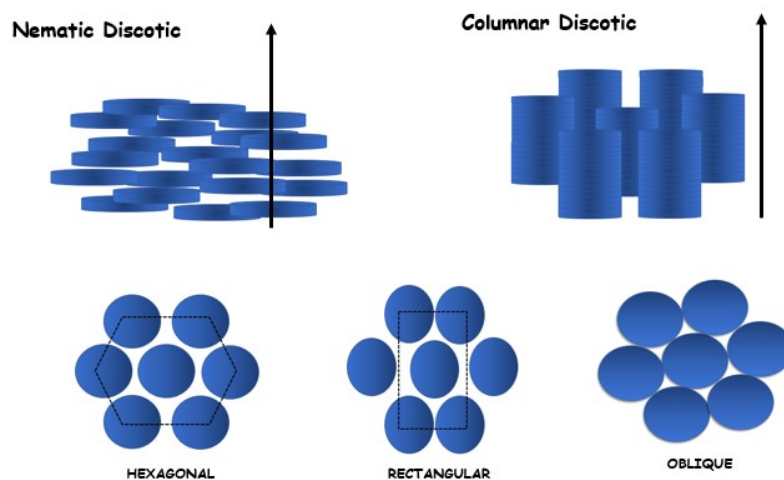 Nematic Discotic
Columnar Discotic
HEXAGONAL
RECTANGULAR
OBLIQUE